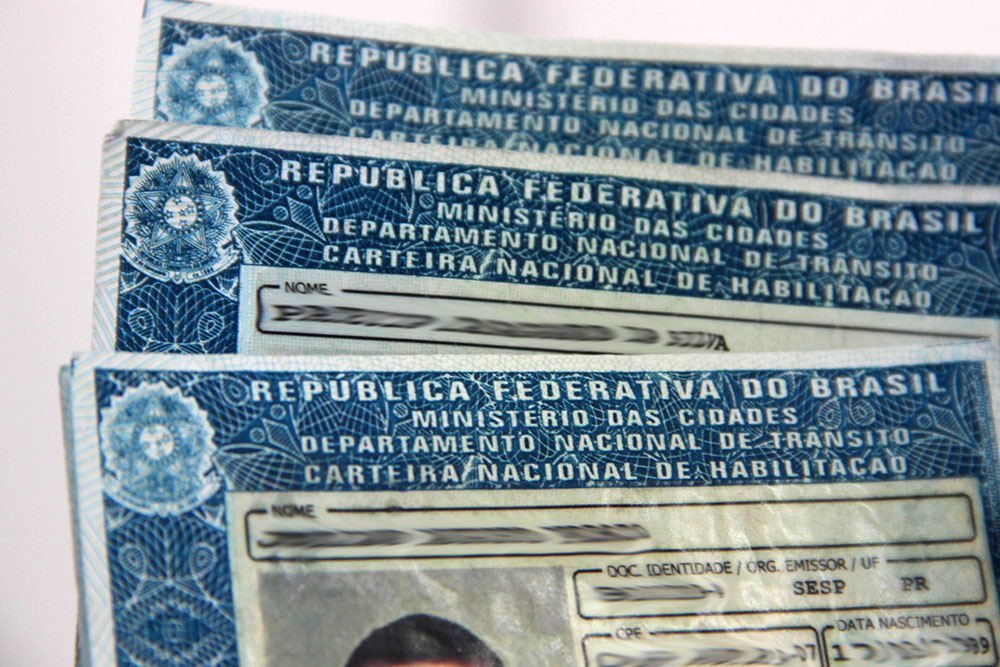 REPÚBLICA FEDERATIVA DO BRASIL
MINISTÉRIO DAS CIDADES
DEPARTAMENTO NACIONAL DE TRÂNSITO
CARTEIRA NACIONAL DE HABILITAÇÃO
REPÚBLICA FEDERATIVA DO BRASIL
MINISTÉRIO DAS CIDADES
DEPARTAMENTO NACIONAL DE TRÂNSITO
CARTEIRA NACIONAL DE HABILITAÇÃO
NOME
REPÚBLICA FEDERATIVA DO BRASIL
MINISTÉRIO DAS CIDADES
DEPARTAMENTO NACIONAL DE TRÂNSITO
CARTEIRA NACIONAL DE HABILITAÇÃO
NOME
DOC. IDENTIDADE / ORG. EMISSOR / UF
SESP PR
CPF
DATA NASCIMENTO